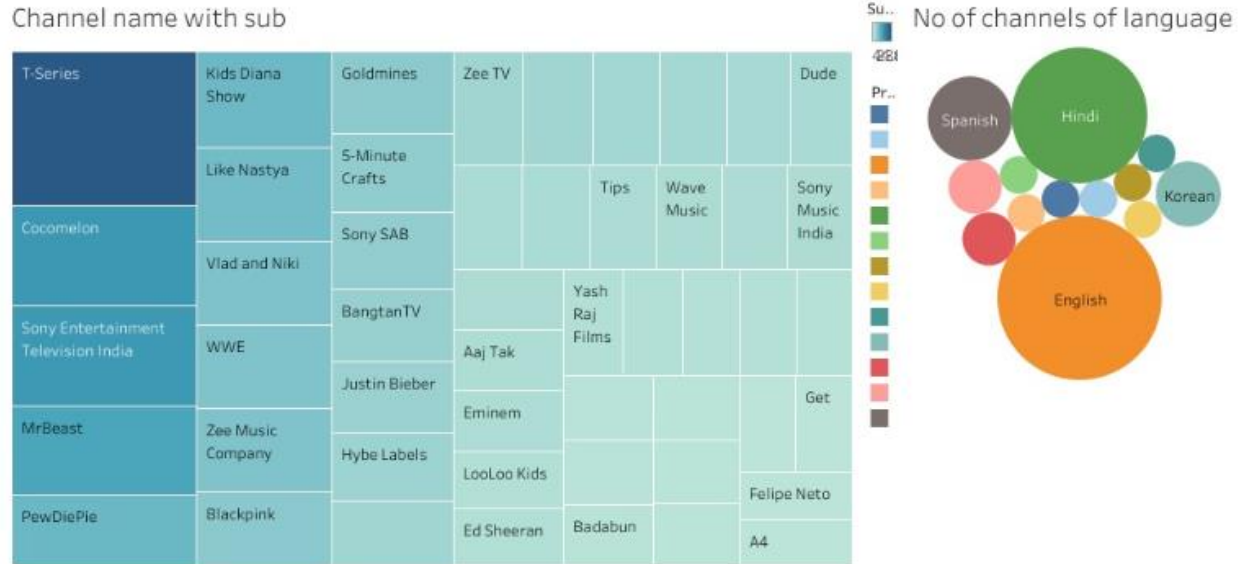 Channel name with sub
T-Series
Cocomelon
Sony Entertainment
Television India
MrBeast
PewDiePie
Kids Diana
Show
Like Nastya
Vlad and Niki
WWE
Zee Music
Company
Blackpink
Goldmines
5-Minute
Crafts
Sony SAB
BangtanTV
Justin Bieber
Hybe Labels
Zee TV
Dude
Tips
Wave
Music
Sony
Music
India
Aaj Tak
Eminem
LooLoo Kids
Ed Sheeran
Yash
Raj
Films
Badabun
Get
Felipe Neto
A4
Su..
Pr..
No of channels of language
Spanish
Hindi
Korean
English